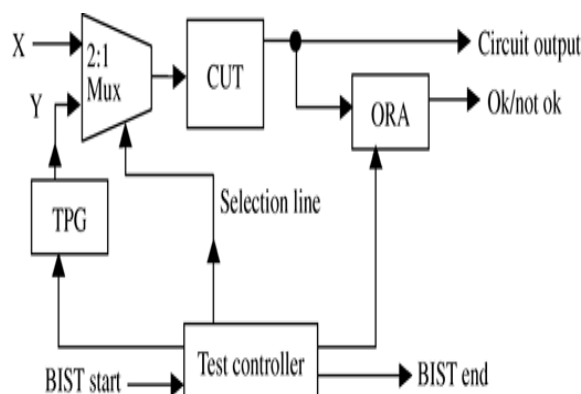 X
2:1
Mux
Y
CUT
Circuit output
ORA
Ok/not ok
TPG
Selection line
Test controller
BIST start
BIST end